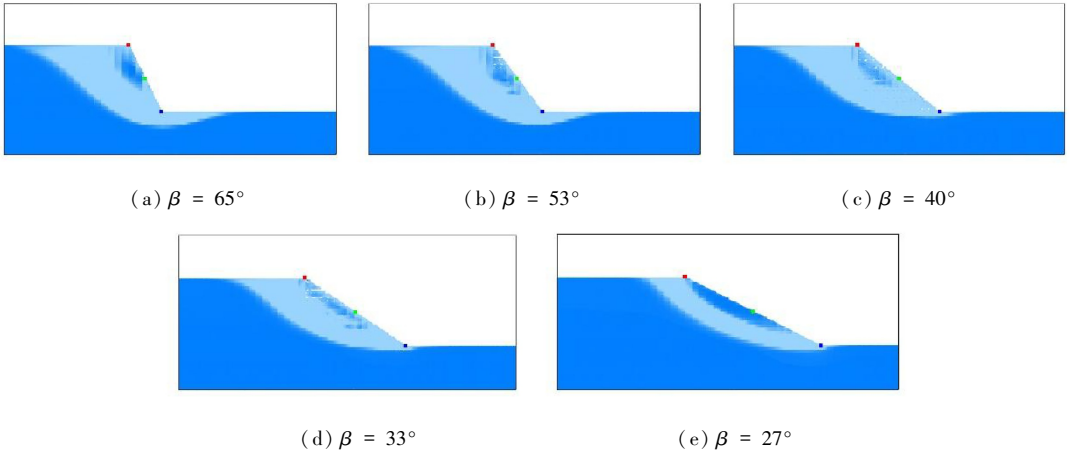 (a) β = 65°
(b) β = 53°
(c) β = 40°
(d) β = 33°
(e) β = 27°